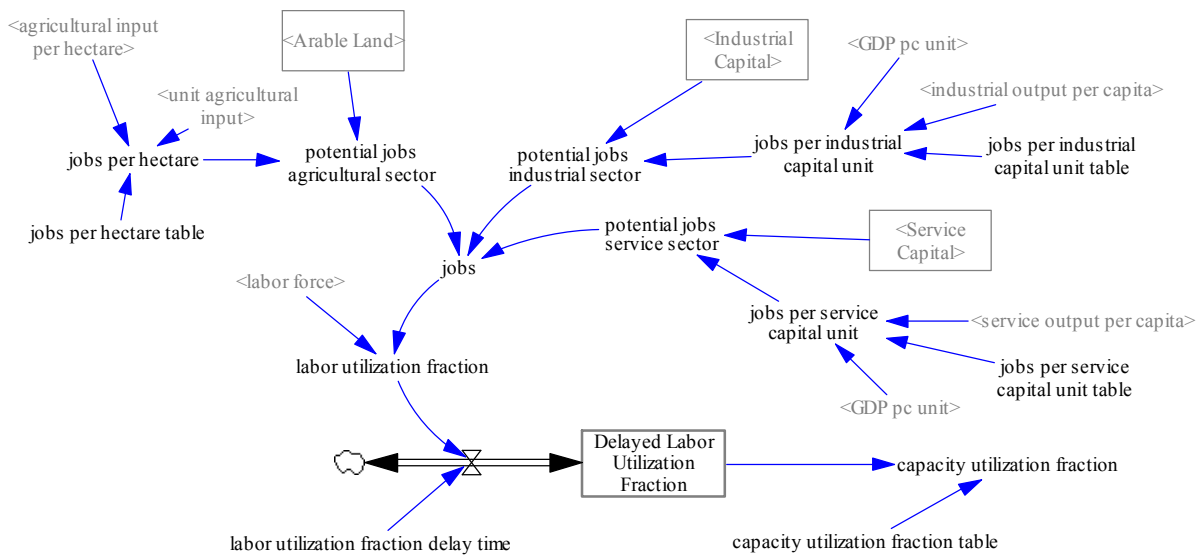 <agricultural input
per hectare>
<Arable Land>
<Industrial
Capital>
<GDP pc unit>
<unit agricultural
input>
<industrial output per capita>
jobs per hectare
potential jobs
agricultural sector
potential jobs
industrial sector
jobs per industrial
capital unit
jobs per industrial
capital unit table
jobs per hectare table
potential jobs
service sector
<Service
Capital>
jobs
<labor force>
jobs per service
capital unit
<service output per capita>
labor utilization fraction
jobs per service
capital unit table
<GDP pc unit>
Delayed Labor
Utilization
Fraction
capacity utilization fraction
labor utilization fraction delay time
capacity utilization fraction table